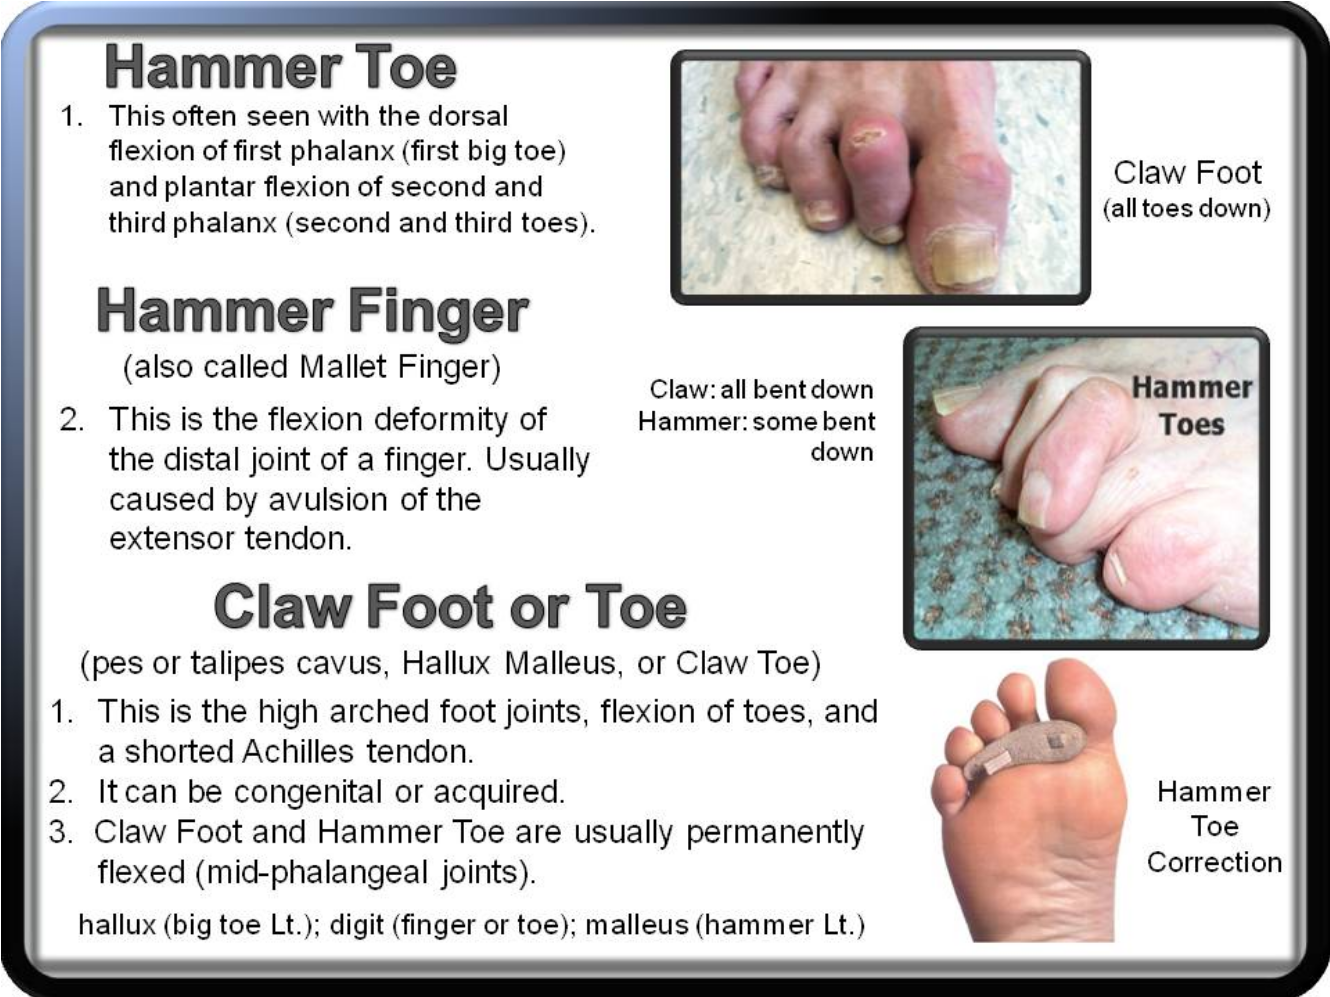 Hammer Toe
1. This often seen with the dorsal
flexion of first phalanx (first big toe)
and plantar flexion of second and
third phalanx (second and third toes).
Claw Foot
(all toes down)
Hammer Finger
(also called Mallet Finger)
2. This is the flexion deformity of
the distal joint of a finger. Usually
caused by avulsion of the
extensor tendon.
Claw: all bent down
Hammer: some bent
down
Hammer
Toes
Claw Foot or Toe
(pes or talipes cavus, Hallux Malleus, or Claw Toe)
1. This is the high arched foot joints, flexion of toes, and
a shorted Achilles tendon.
2. It can be congenital or acquired.
3. Claw Foot and Hammer Toe are usually permanently
flexed (mid-phalangeal joints).
hallux (big toe Lt.); digit (finger or toe); malleus (hammer Lt.)
Hammer
Toe
Correction